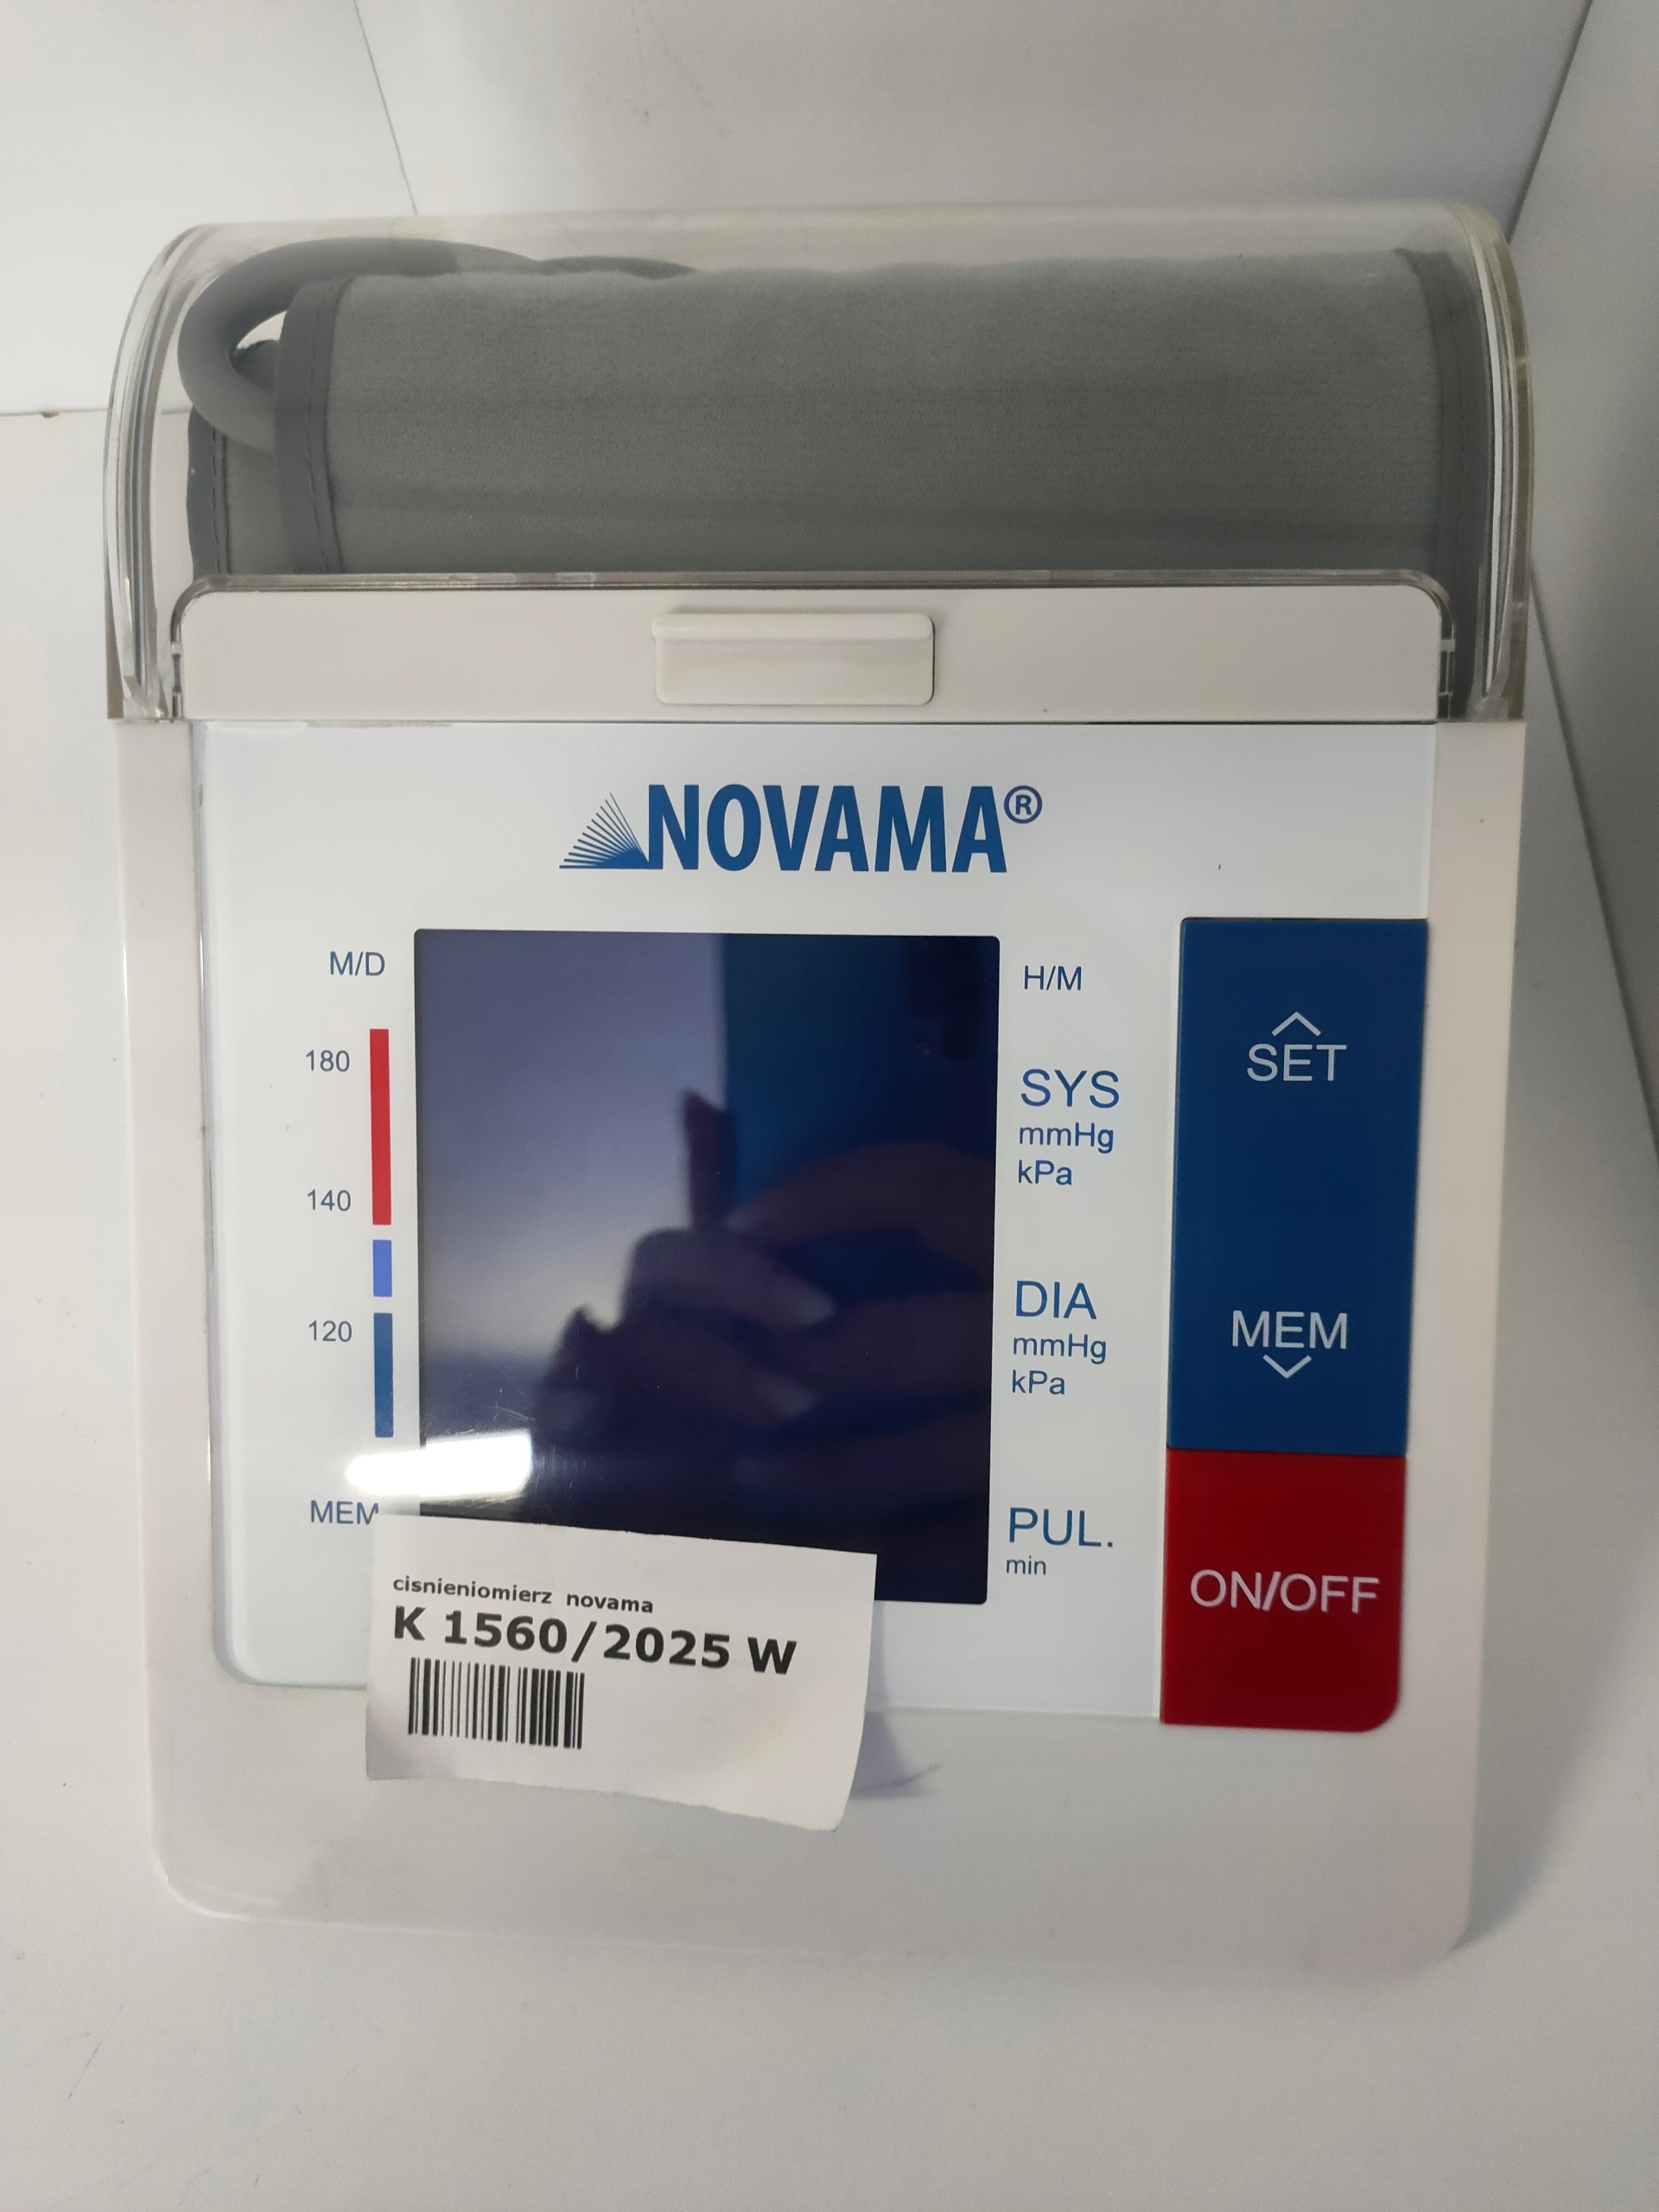 NOVAMA®
M/D
H/M
180
SYS
mmHg
kPa
140
120
DIA
mmHg
kPa
MEM
PUL.
min
SET
MEM
ON/OFF
cisnieniomierz novama
K 1560/2025 W